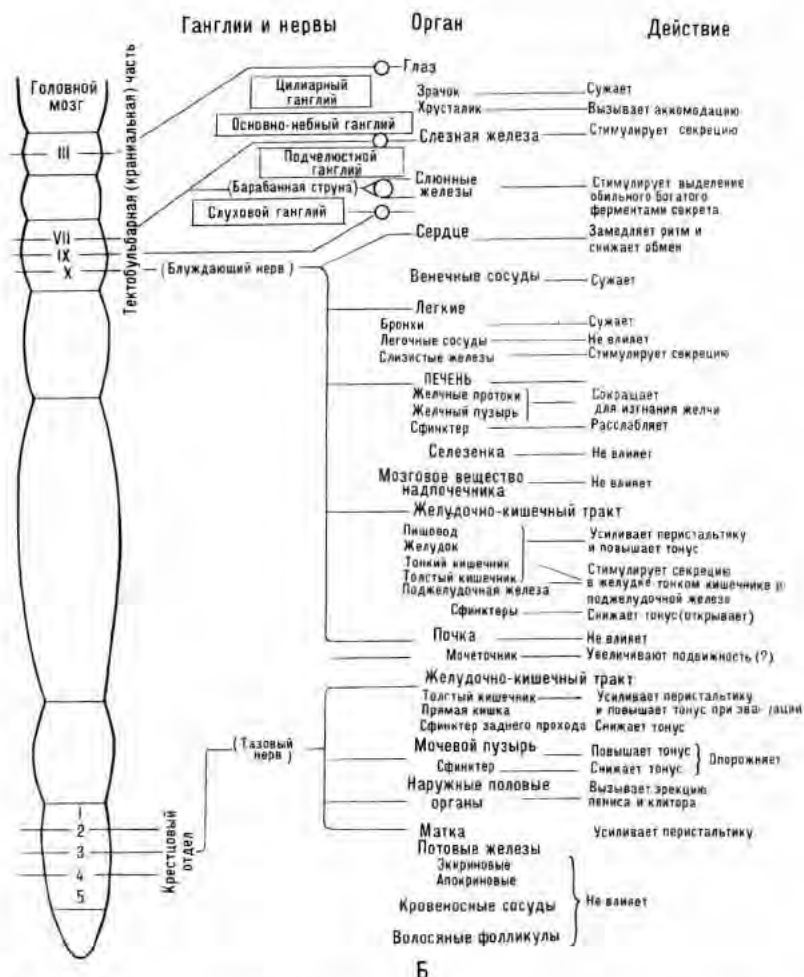 Ганглии и нервы
Орган
Действие
Головной
мозг
III
VII
IX
X
Тектобульбарная (краниальная) часть
Цилиарный
ганглий
Основно-небный ганглий
Подчелюстной
ганглий
(Барабанная струна)
Слуховой ганглий
(Блуждающий нерв)
Глаз
Зрачок
Сужает
Хрусталик
Вызывает аккомодацию
Слезная железа
Стимулирует секрецию
Слюнные
железы
Стимулирует выделение
обильного богатого
ферментами секрета
Сердце
Замедляет ритм и
снижает обмен
Венечные сосуды
Сужает
Легкие
Бронхи
Сужает
Легочные сосуды
Не влияет
Слизистые железы
Стимулирует секрецию
ПЕЧЕНЬ
Желчные протоки
Желчный пузырь
Сокращает
для изгнания желчи
Сфинктер
Расслабляет
Селезенка
Не влияет
Мозговое вещество
надпочечника
Не влияет
Желудочно-кишечный тракт
Пищевод
Желудок
Тонкий кишечник
Толстый кишечник
Поджелудочная железа
Усиливает перистальтику
и повышает тонус
Стимулирует секрецию
в желудке тонком кишечнике и
поджелудочной железе
Сфинктеры
Снижает тонус (открывает)
Почка
Не влияет
Мочеточник
Увеличивают подвижность (?)
(Тазовый
нерв)
Желудочно-кишечный тракт
Толстый кишечник
Прямая кишка
Усиливает перистальтику
и повышает тонус при
Сфинктер заднего прохода
Снижает тонус
Мочевой пузырь
Повышает тонус
Сфинктер
Снижает тонус
Опорожняет
Наружные половые
органы
Вызывает эрекцию
пениса и клитора
Матка
Усиливает перистальтику
Потовые железы
Экириновые
Апокриновые
Кровеносные сосуды
Волосяные фолликулы
Не влияет
1
2
3
4
5
Крестцовый
отдел
Б